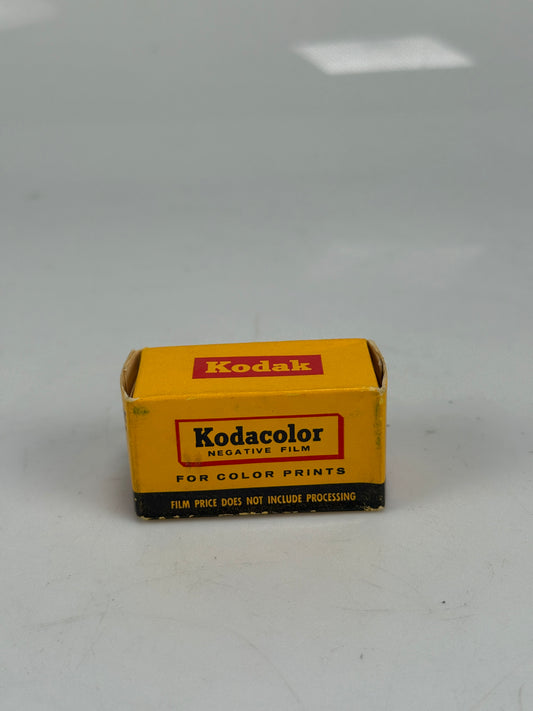 Kodak
Kodacolor
NEGATIVE FILM
FOR COLOR PRINTS
FILM PRICE DOES NOT INCLUDE PROCESSING